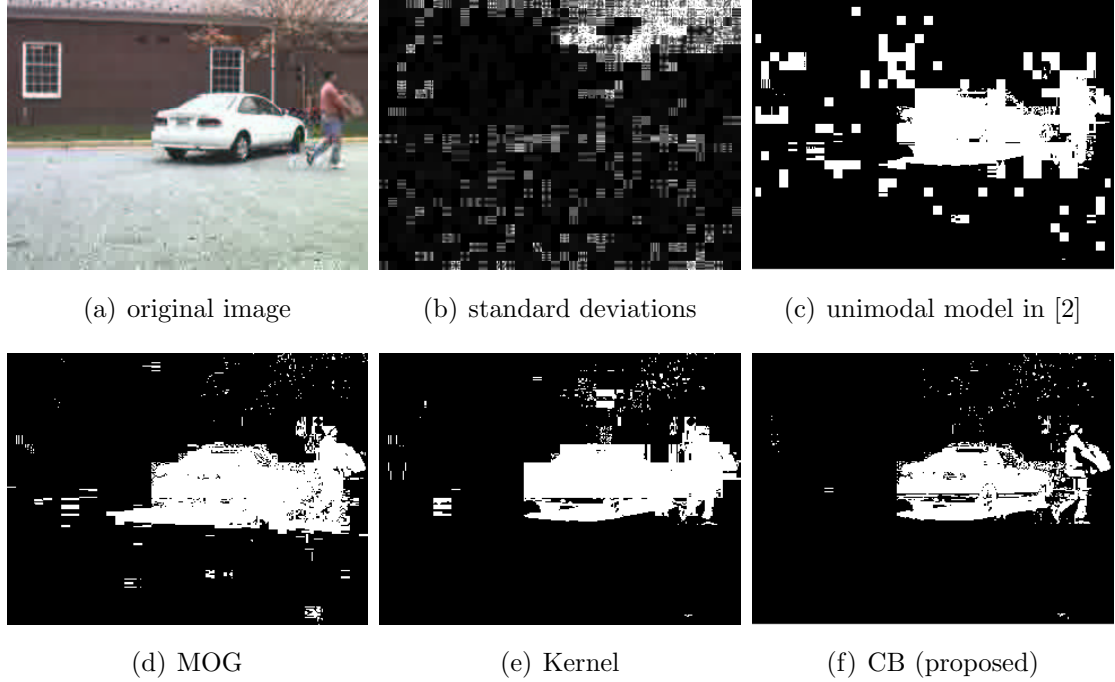 (a) original image
(b) standard deviations
(c) unimodal model in [2]
(d) MOG
(e) Kernel
(f) CB (proposed)